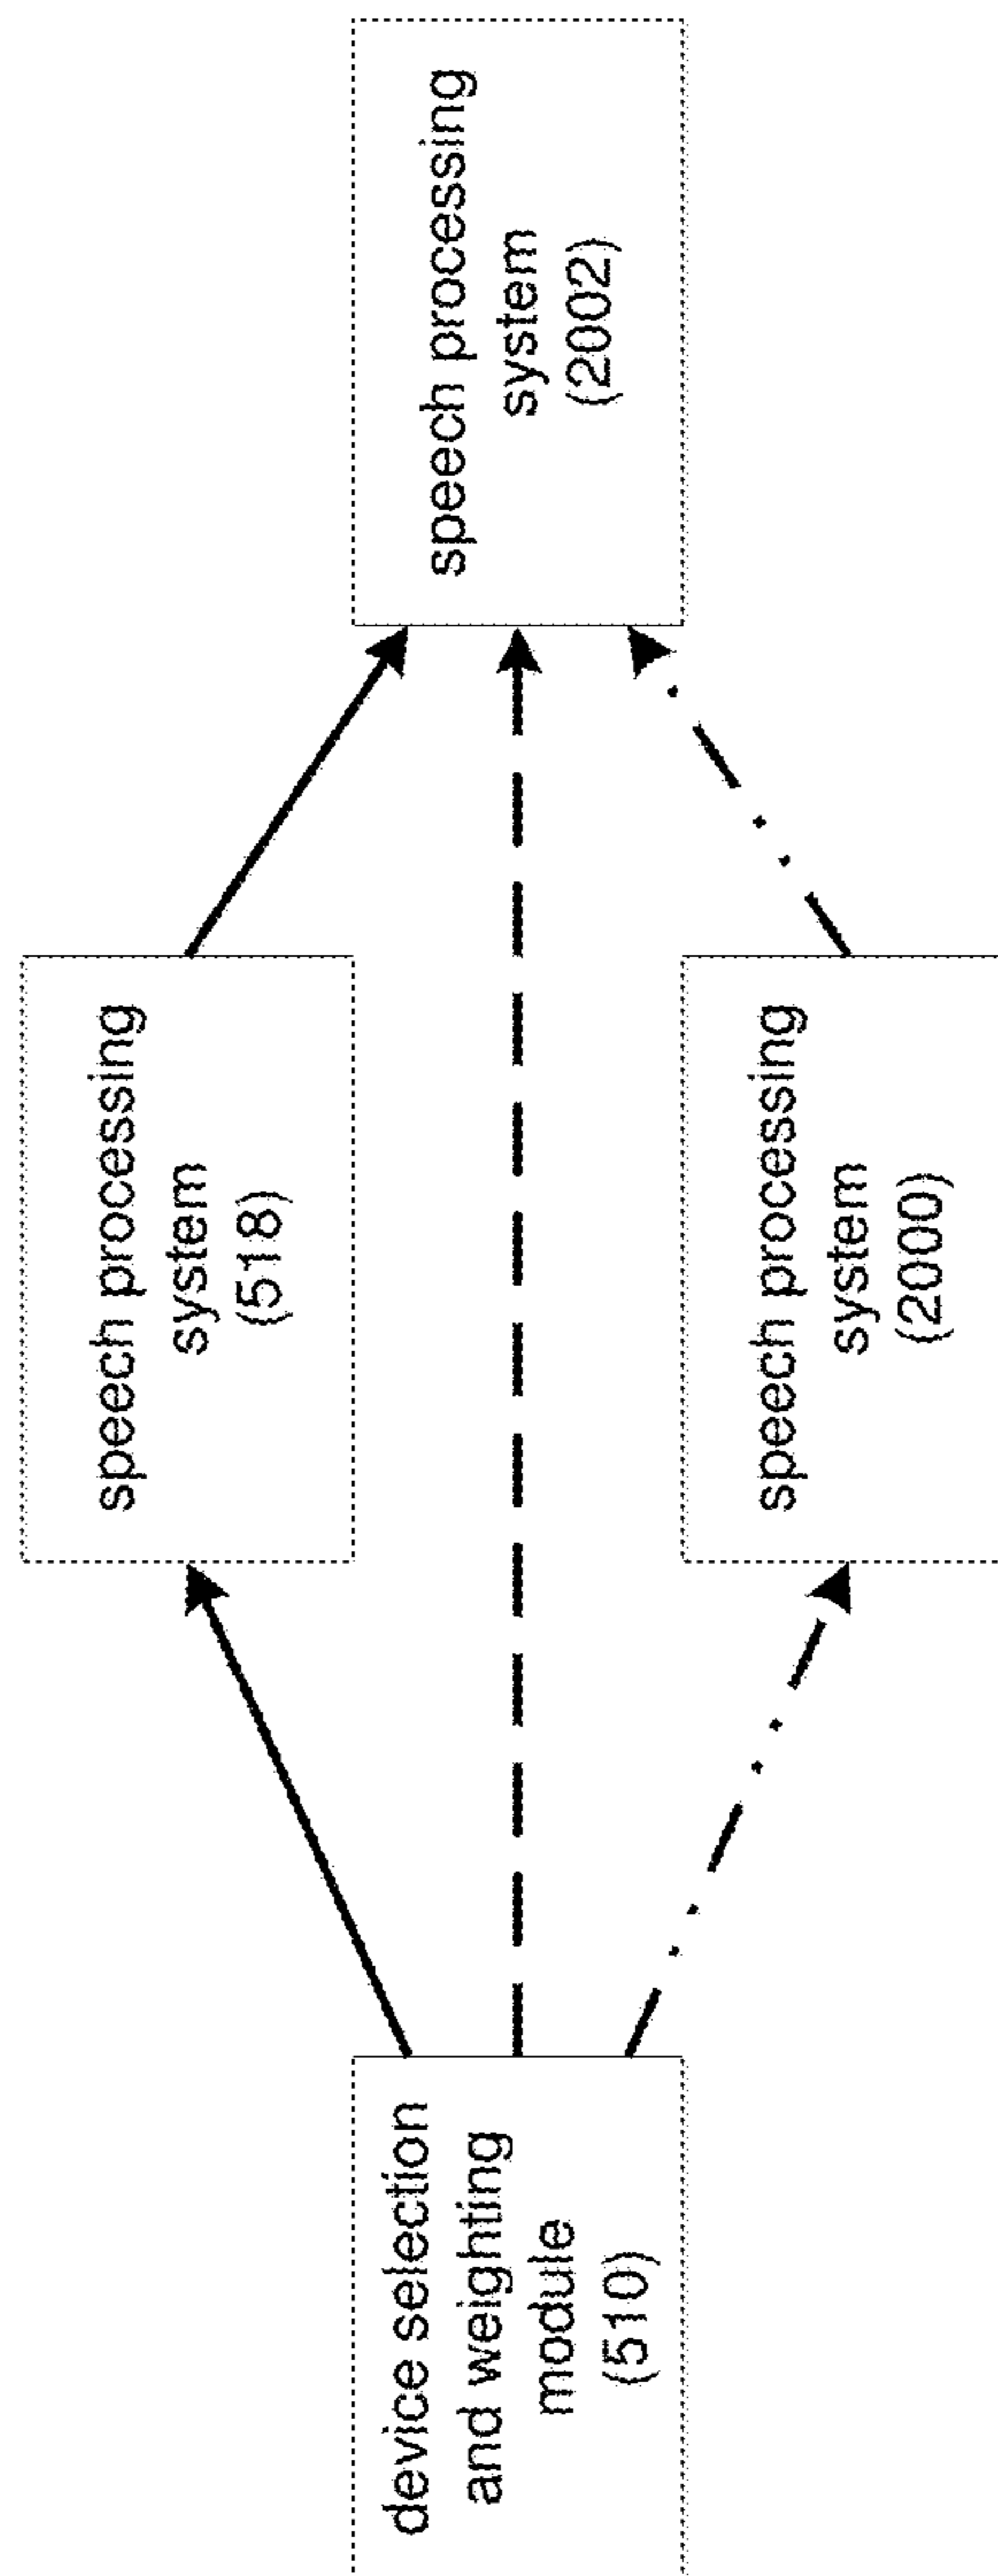 device selection
and weighting
module
(510)
speech processing
system
(518)
speech processing
system
(2000)
speech processing
system
(2002)